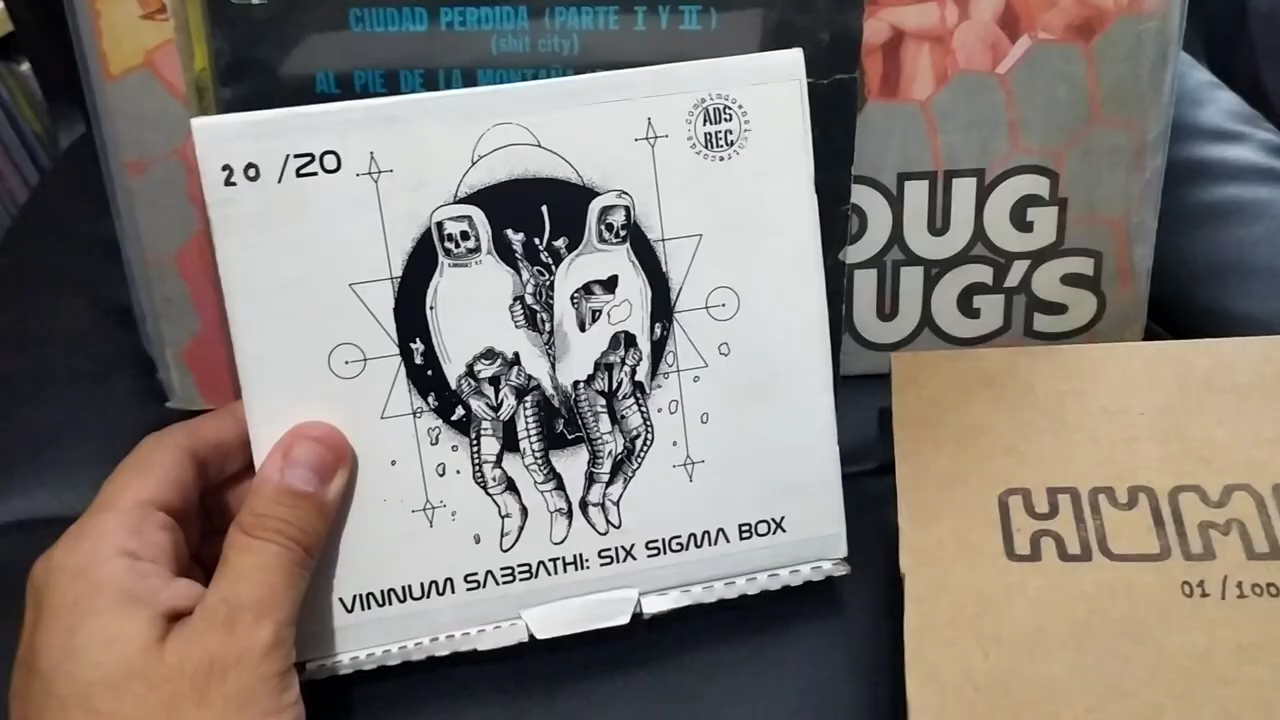 CIUDAD PERDIDA (PARTE I Y II)
(shit city)
AL PIE DE LA MONTAÑA
20 /20
ADS
REC
OUG
UG'S
VINNUM SABBATHI: SIX SIGMA BOX
HUM
01/100